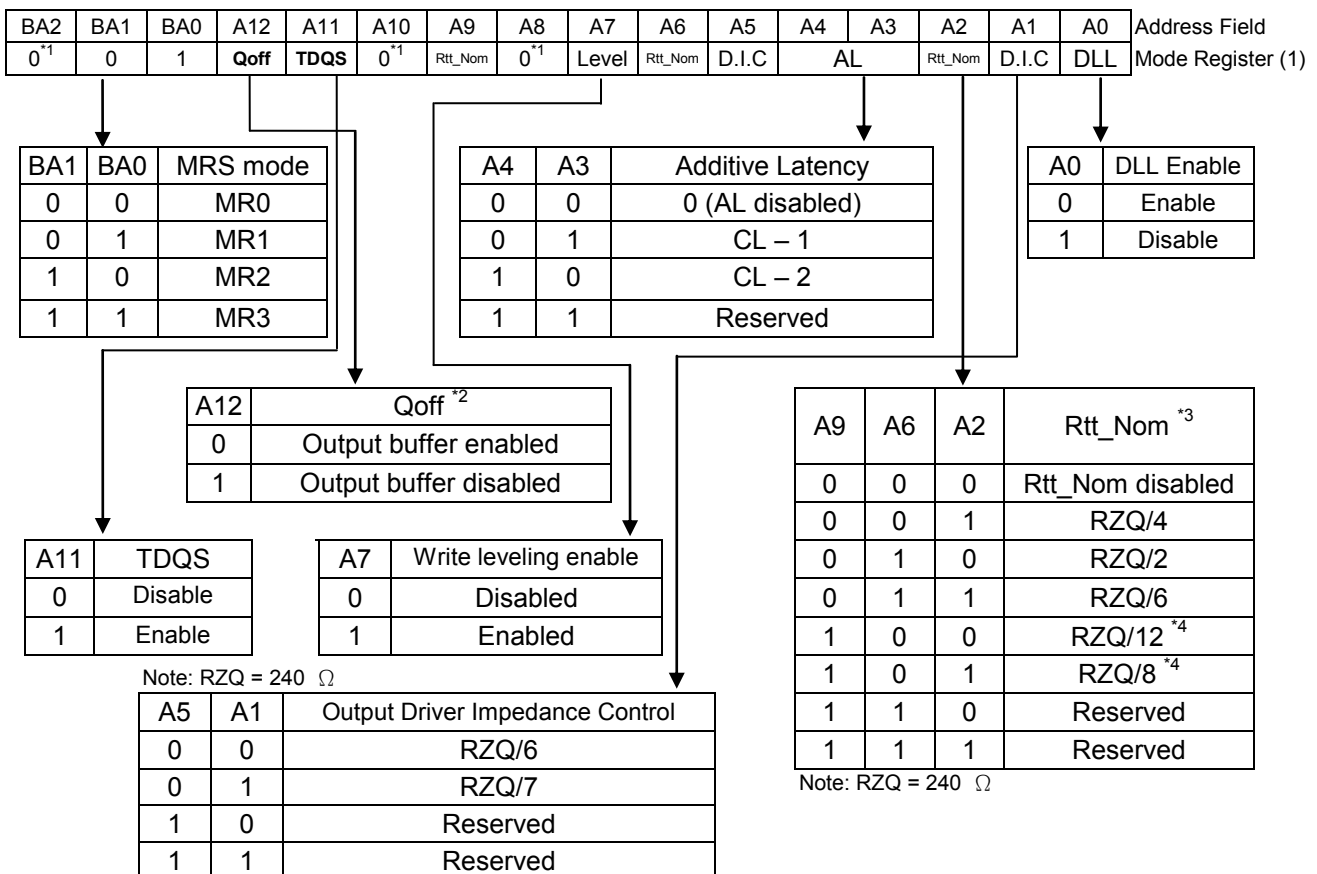 BA2 BA1 BA0 A12 A11 A10 A9 A8 A7 A6 A5 A4 A3 A2 A1 A0 Address Field
0*1 0 1 Qoff TDQS 0*1 Rtt_Nom 0*1 Level Rtt_Nom D.I.C AL Rtt_Nom D.I.C DLL Mode Register (1)
BA1 BA0 MRS mode
0 0 MR0
0 1 MR1
1 0 MR2
1 1 MR3
A4 A3 Additive Latency
0 0 0 (AL disabled)
0 1 CL – 1
1 0 CL – 2
1 1 Reserved
A0 DLL Enable
0 Enable
1 Disable
A12 Qoff *2
0 Output buffer enabled
1 Output buffer disabled
A9 A6 A2 Rtt_Nom *3
0 0 0 Rtt_Nom disabled
0 0 1 RZQ/4
0 1 0 RZQ/2
0 1 1 RZQ/6
1 0 0 RZQ/12 *4
1 0 1 RZQ/8 *4
1 1 0 Reserved
1 1 1 Reserved
Note: RZQ = 240 Ω
A11 TDQS
0 Disable
1 Enable
A7 Write leveling enable
0 Disabled
1 Enabled
Note: RZQ = 240 Ω
A5 A1 Output Driver Impedance Control
0 0 RZQ/6
0 1 RZQ/7
1 0 Reserved
1 1 Reserved